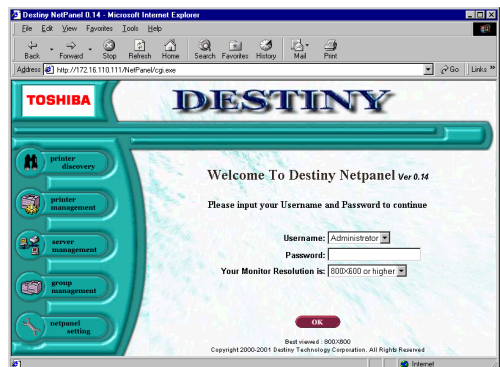 Destiny NetPanel 0.14 - Microsoft Internet Explorer
File Edit View Favorites Tools Help
Back Forward Stop Refresh Home Search Favorites History Mail Print
Address http://172.16.110.111/NetPanel/cgi.exe Go Links »
TOSHIBA
DESTINY
printer
discovery
printer
management
server
management
group
management
netpanel
setting
Welcome To Destiny Netpanel Ver 0.14
Please input your Username and Password to continue
Username: Administrator
Password:
Your Monitor Resolution is: 800X600 or higher
OK
Best viewed : 800X800
Copyright 2000-2001 Destiny Technology Corporation. All Rights Reserved
Internet